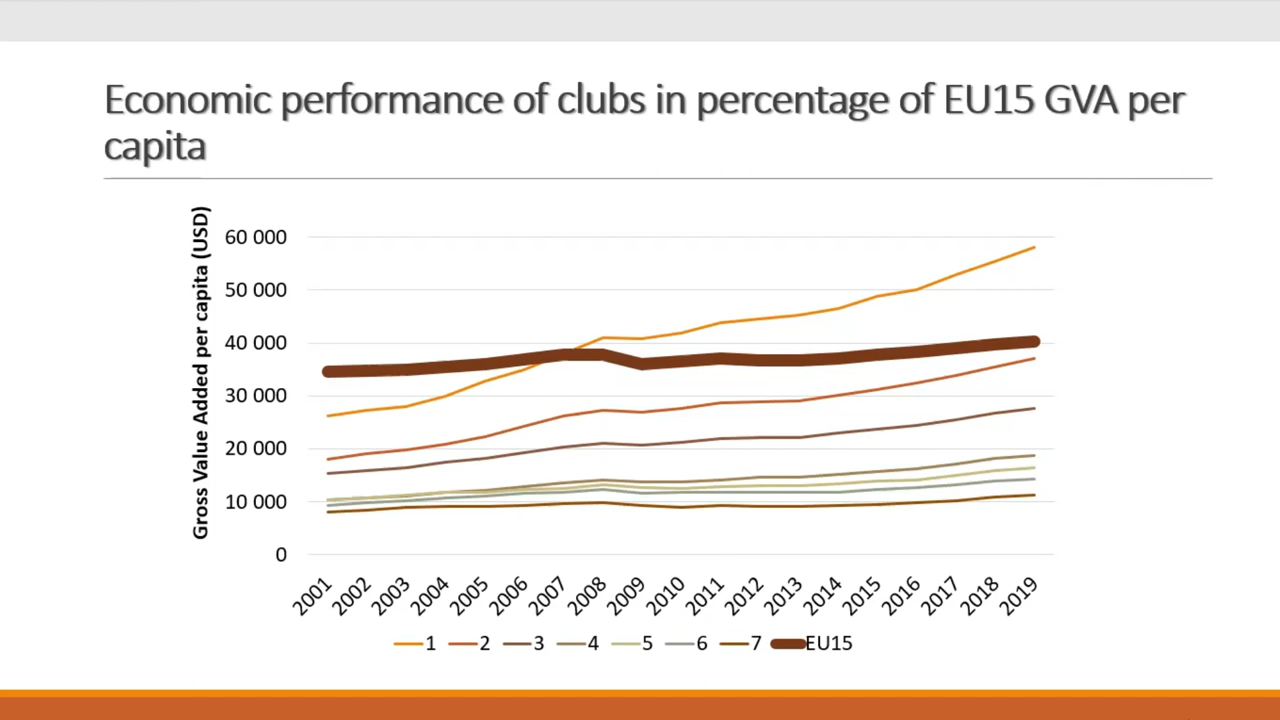 Economic performance of clubs in percentage of EU15 GVA per
capita
Gross Value Added per capita (USD)
60 000
50 000
40 000
30 000
20 000
10 000
0
2001 2002 2003 2004 2005 2006 2007 2008 2009 2010 2011 2012 2013 2014 2015 2016 2017 2018 2019
1 2 3 4 5 6 7 EU15